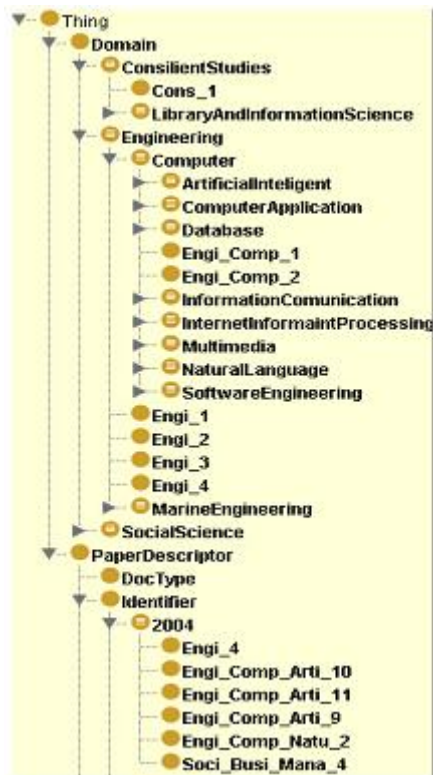 Thing
Domain
ConsilientStudies
Cons_1
LibraryAndInformationScience
Engineering
Computer
ArtificialInteligent
ComputerApplication
Database
Engi_Comp_1
Engi_Comp_2
InformationComunication
InternetInformaintProcessing
Multimedia
NaturalLanguage
SoftwareEngineering
Engi_1
Engi_2
Engi_3
Engi_4
MarineEngineering
SocialScience
PaperDescriptor
DocType
Identifier
2004
Engi_4
Engi_Comp_Arti_10
Engi_Comp_Arti_11
Engi_Comp_Arti_9
Engi_Comp_Natu_2
Soci_Busi_Mana_4